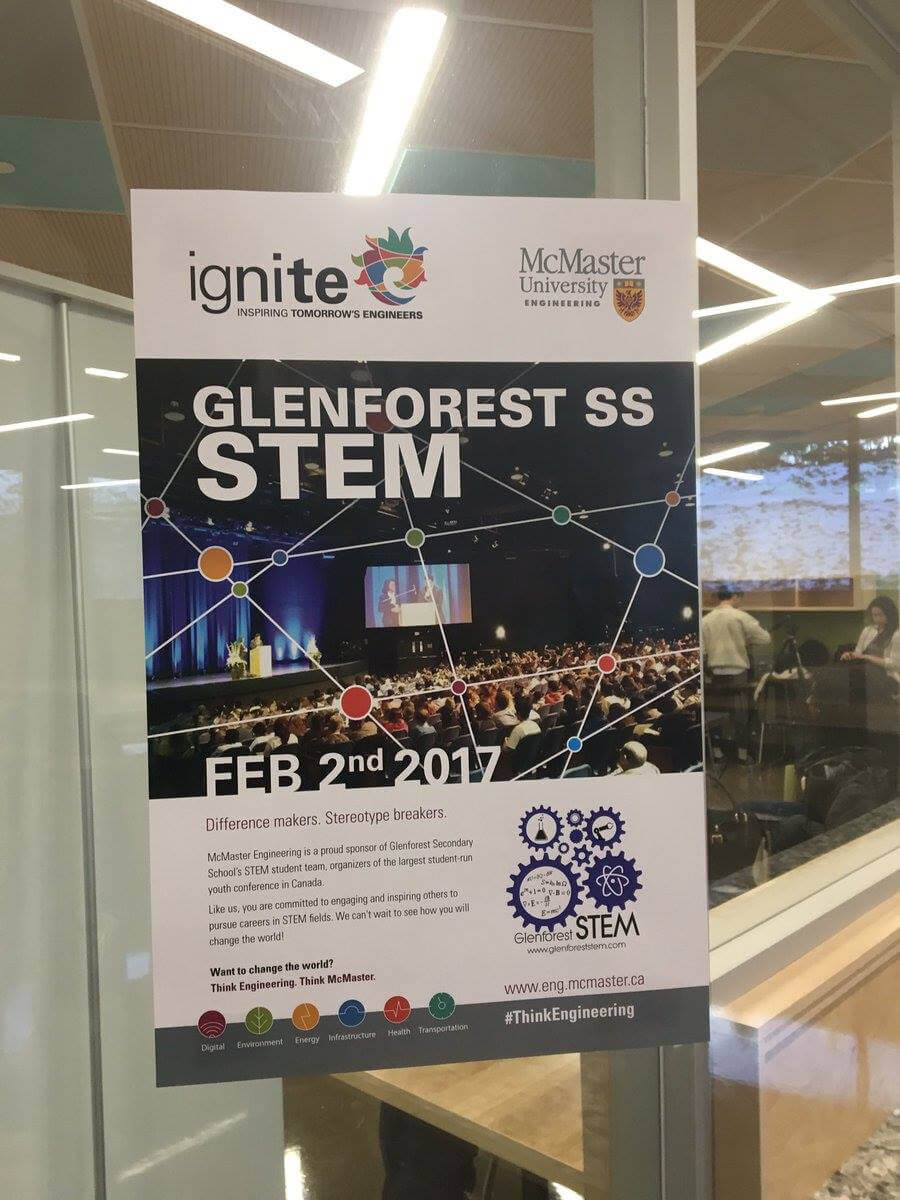 ignite
INSPIRING TOMORROW'S ENGINEERS
McMaster
University
ENGINEERING
GLENFOREST SS
STEM
FEB 2nd 2017
Difference makers. Stereotype breakers.
McMaster Engineering is a proud sponsor of Glenforest Secondary
School's STEM student team, organizers of the largest student-run
youth conference in Canada.
Like us, you are committed to engaging and inspiring others to
pursue careers in STEM fields. We can't wait to see how you will
change the world!
Want to change the world?
Think Engineering. Think McMaster.
E=mc²
Glenforest STEM
www.glenforeststem.com
www.eng.mcmaster.ca
#ThinkEngineering
Digital
Environment
Energy
Infrastructure
Health
Transportation